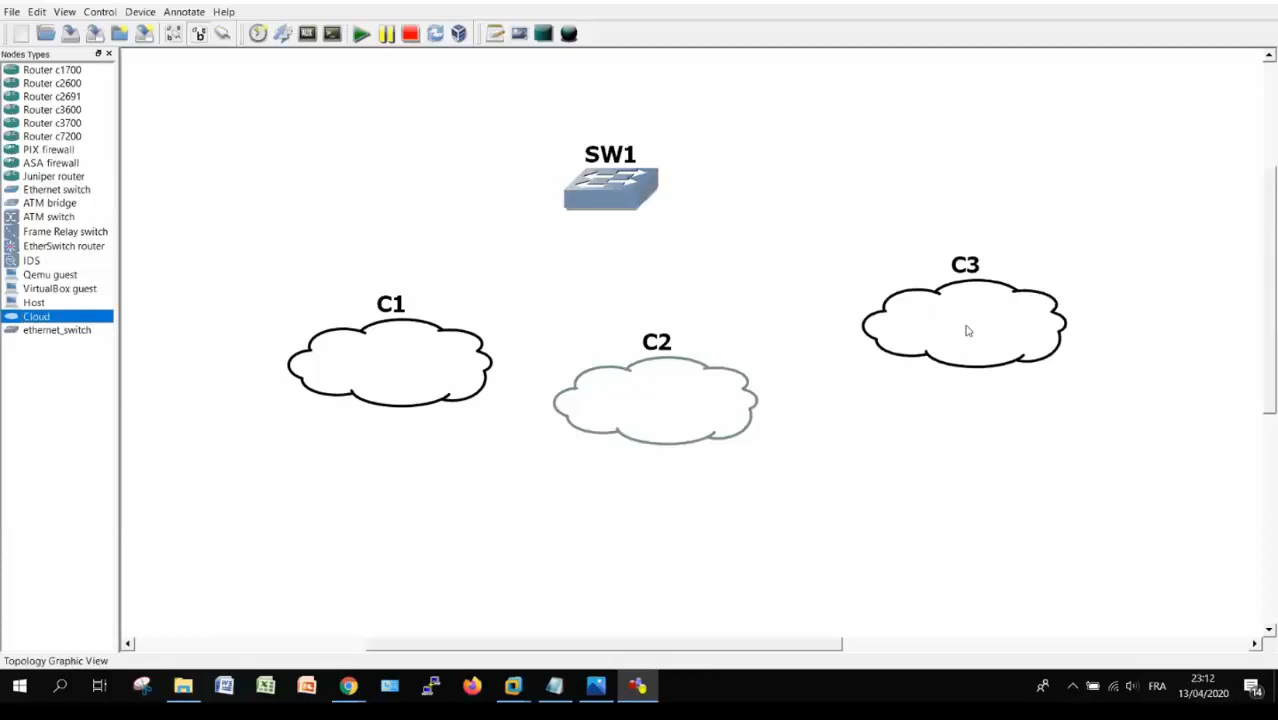 File Edit View Control Device Annotate Help
Nodes Types
Router c1700
Router c2600
Router c2691
Router c3600
Router c3700
Router c7200
PIX firewall
ASA firewall
Juniper router
Ethernet switch
ATM bridge
ATM switch
Frame Relay switch
EtherSwitch router
IDS
Qemu guest
VirtualBox guest
Host
Cloud
ethernet_switch
SW1
C3
C1
C2
Topology Graphic View
FRA
23:12
13/04/2020
14